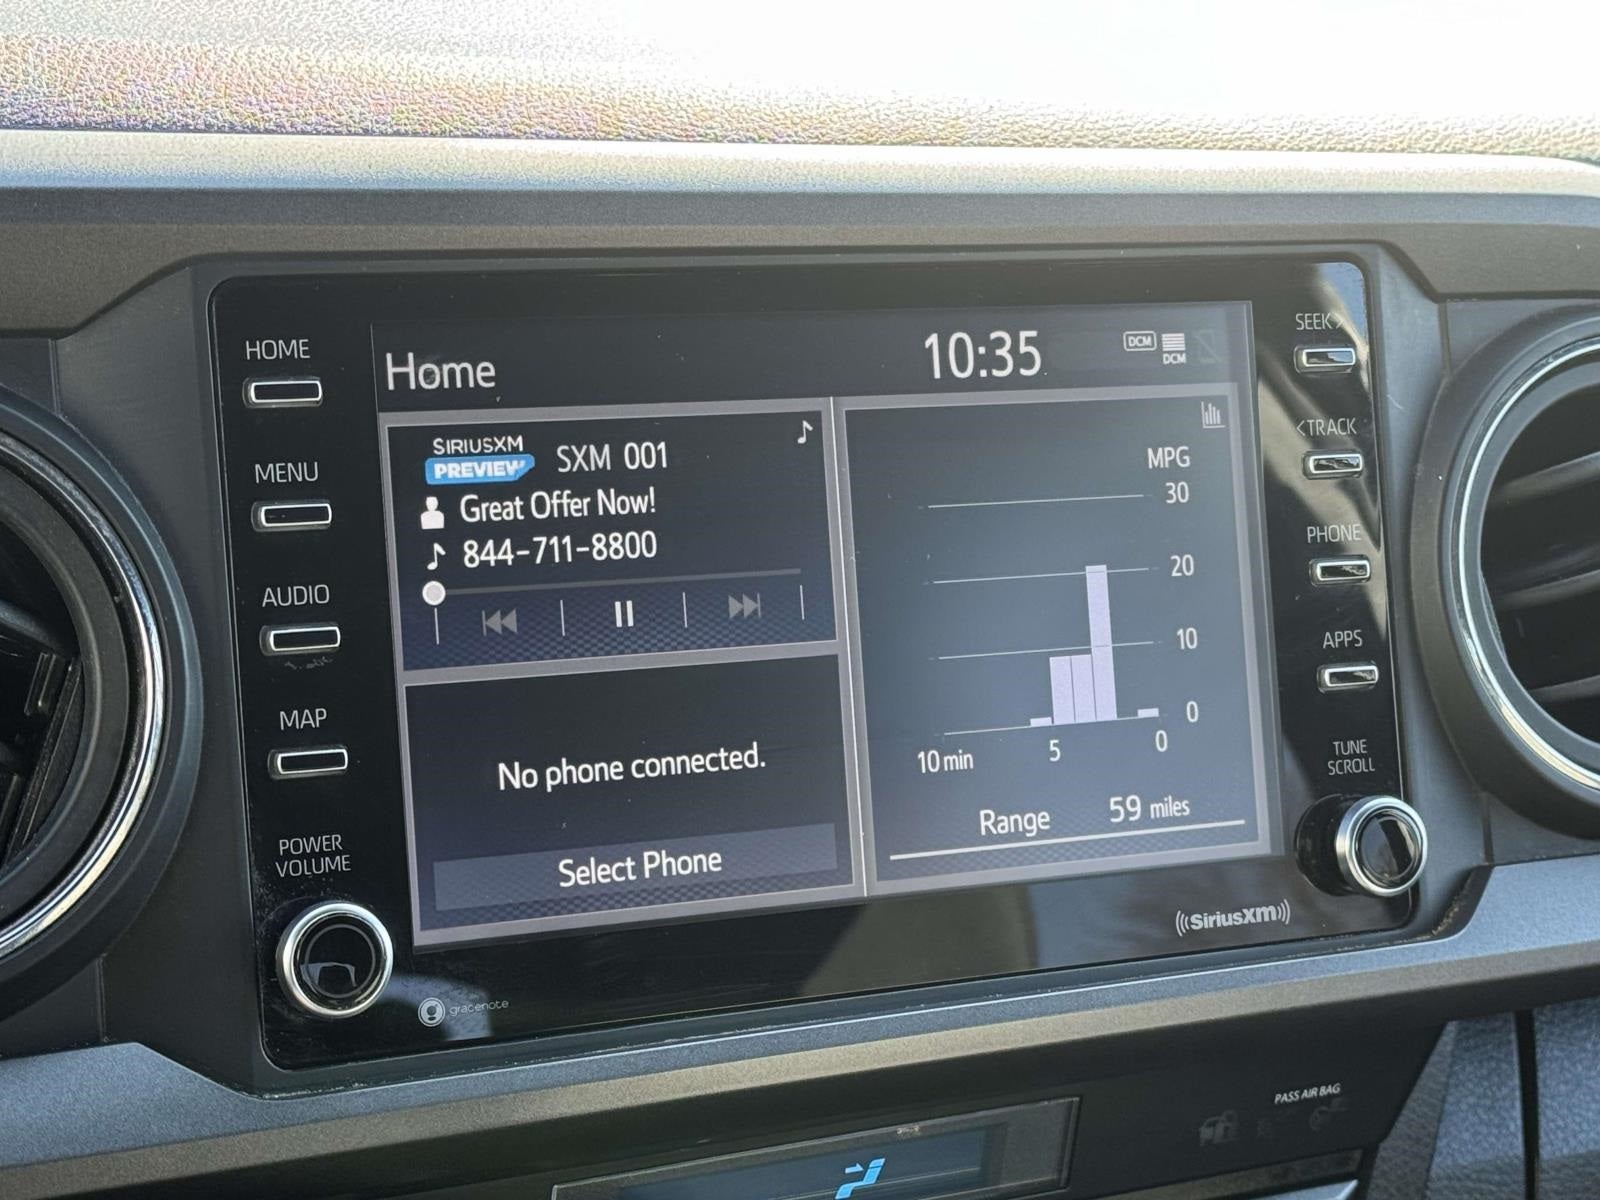 HOME
MENU
AUDIO
MAP
POWER
VOLUME
Home
10:35
DCM
DCM
SIRIUSXM
PREVIEW
SXM 001
Great Offer Now!
844-711-8800
No phone connected.
Select Phone
MPG
30
20
10
0
10 min
5
0
Range 59 miles
SEEK>
<TRACK
PHONE
APPS
TUNE
SCROLL
((SiriusXM))
gracenote
PASS AIR BAG